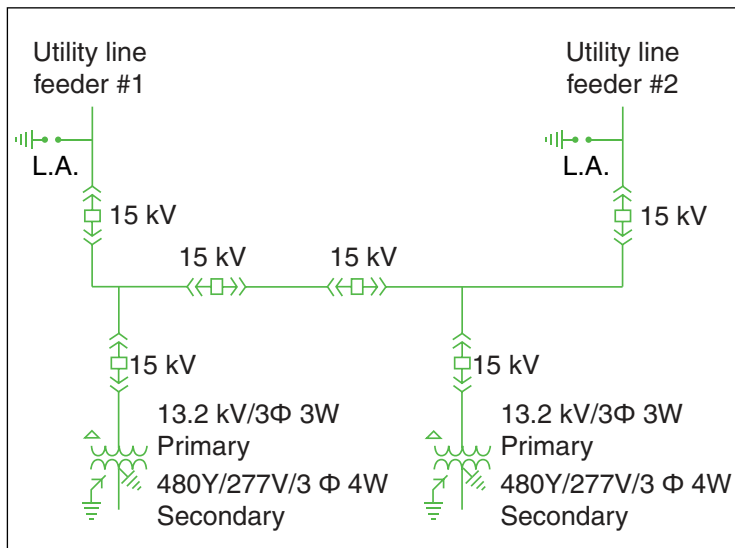 Utility line
feeder #1
Utility line
feeder #2
L.A.
L.A.
15 kV
15 kV
15 kV
15 kV
15 kV
15 kV
13.2 kV/3Φ 3W
Primary
480Y/277V/3 Φ 4W
Secondary
13.2 kV/3Φ 3W
Primary
480Y/277V/3 Φ 4W
Secondary